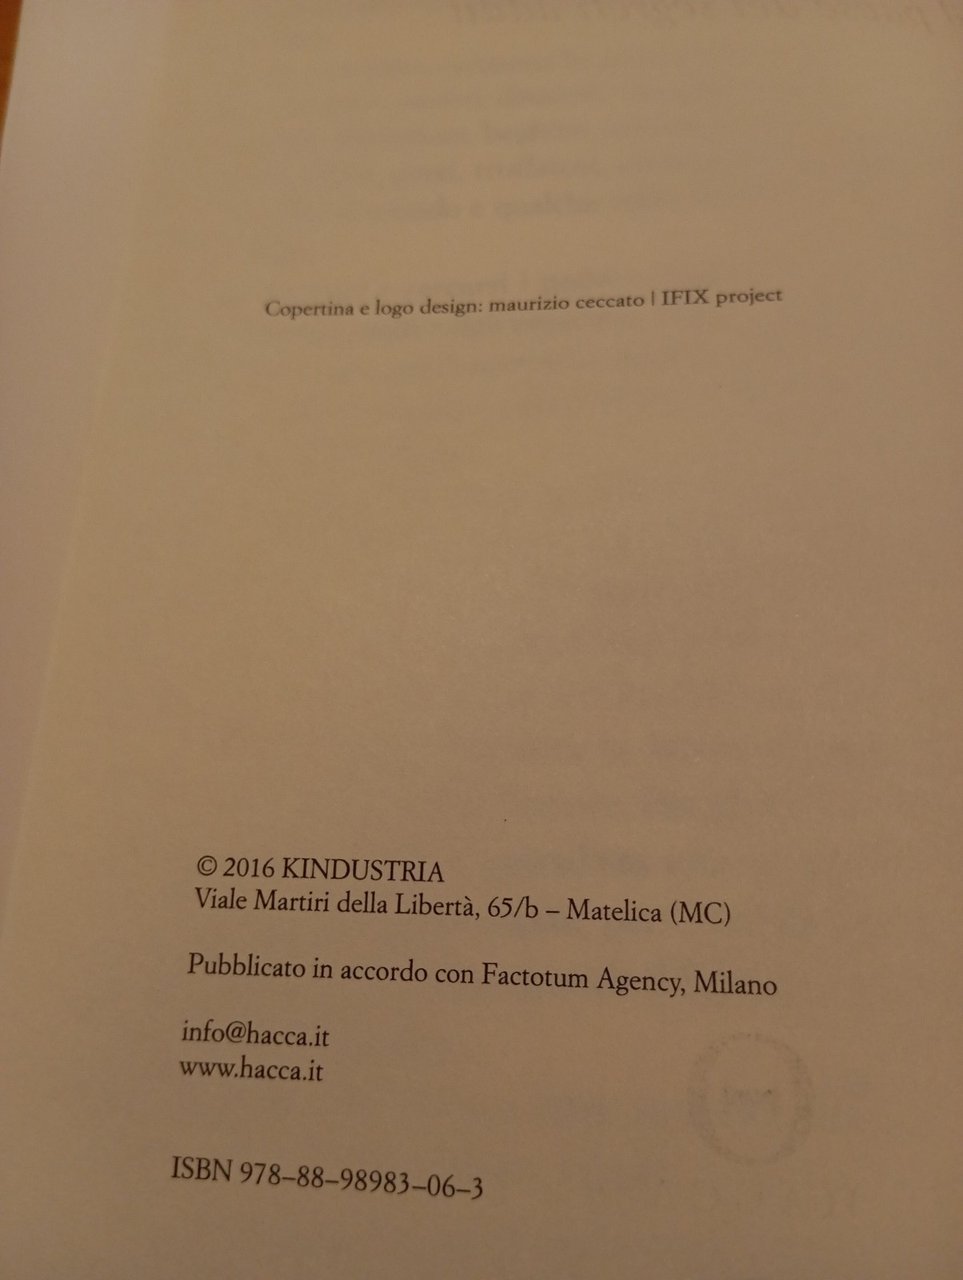 Copertina e logo design: maurizio ceccato | IFIX project
© 2016 KINDUSTRIA
Viale Martiri della Libertà, 65/b – Matelica (MC)
Pubblicato in accordo con Factotum Agency, Milano
info@hacca.it
www.hacca.it
ISBN 978–88–98983–06–3